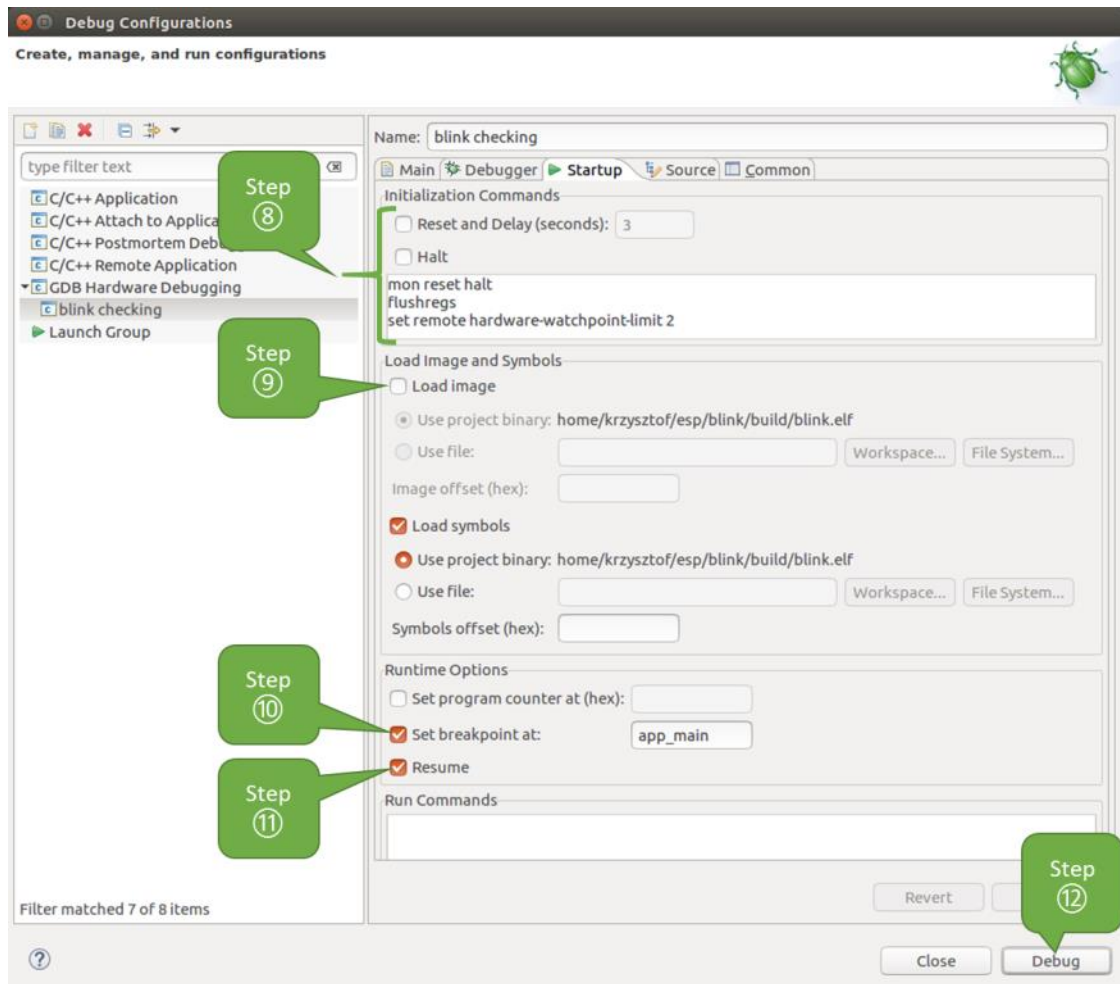 Debug Configurations
Create, manage, and run configurations
type filter text
C/C++ Application
C/C++ Attach to Applica
C/C++ Postmortem Debu
C/C++ Remote Application
GDB Hardware Debugging
blink checking
Launch Group
Filter matched 7 of 8 items
Name: blink checking
Main Debugger Startup Source Common
Initialization Commands
Reset and Delay (seconds): 3
Halt
mon reset halt
flushregs
set remote hardware-watchpoint-limit 2
Load Image and Symbols
Load image
Use project binary: home/krzysztof/esp/blink/build/blink.elf
Use file: Workspace... File System...
Image offset (hex):
Load symbols
Use project binary: home/krzysztof/esp/blink/build/blink.elf
Use file: Workspace... File System...
Symbols offset (hex):
Runtime Options
Set program counter at (hex):
Set breakpoint at: app_main
Resume
Run Commands
Revert
Close Debug
Step
⑧
Step
⑨
Step
⑩
Step
⑪
Step
⑫